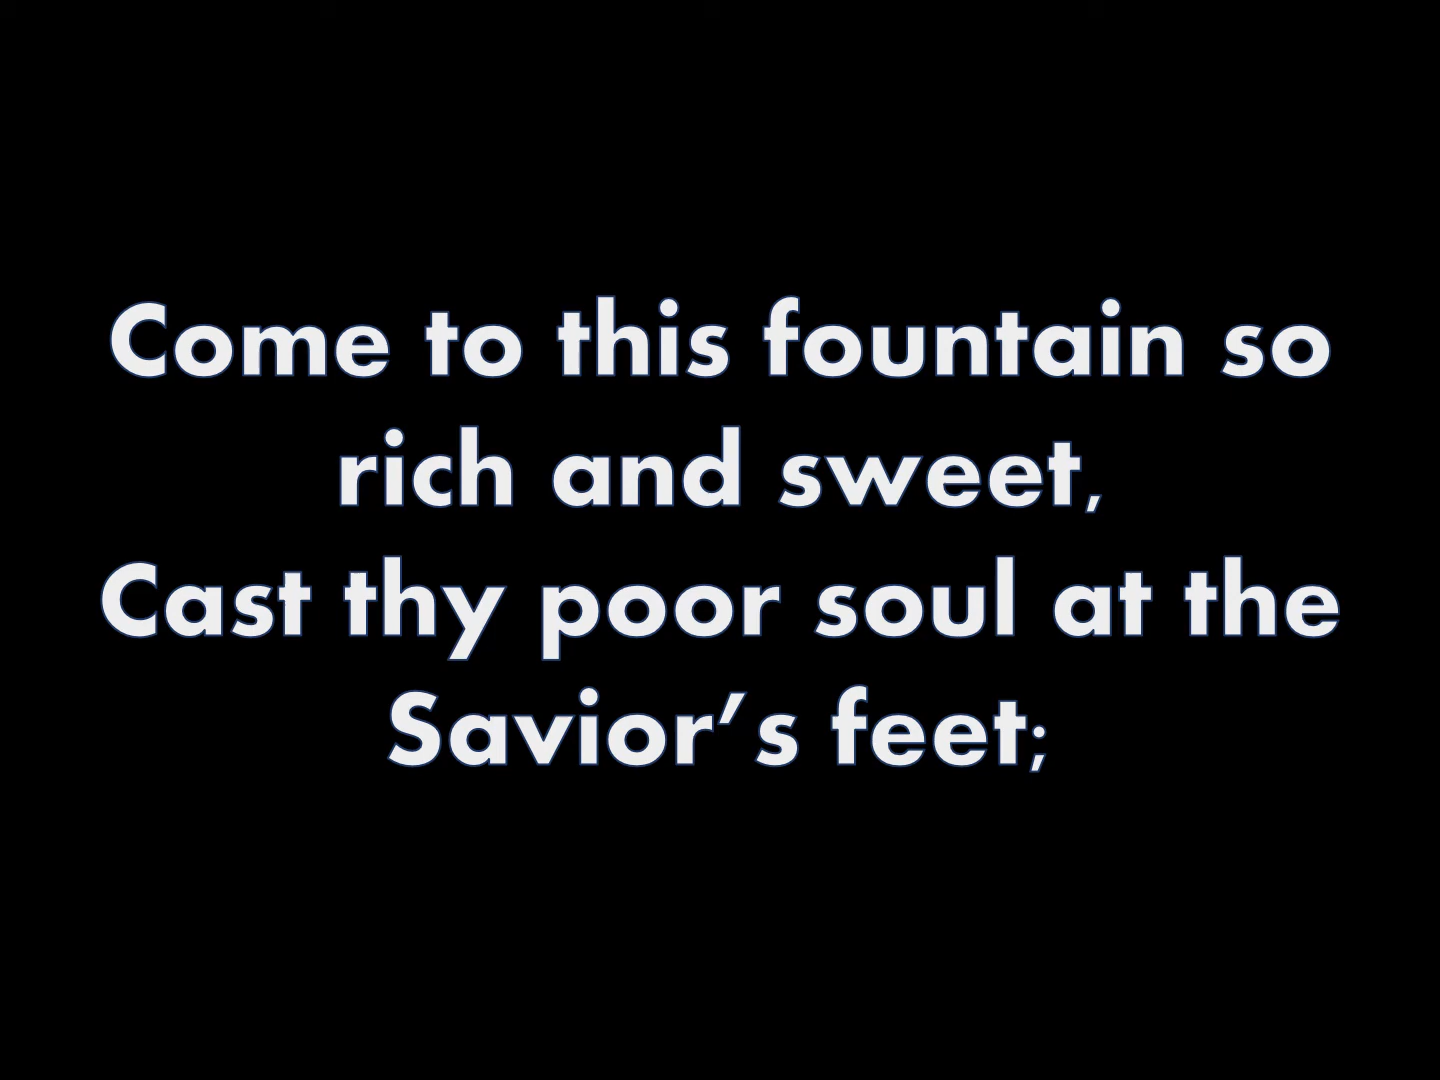 Come to this fountain so
rich and sweet,
Cast thy poor soul at the
Savior’s feet;